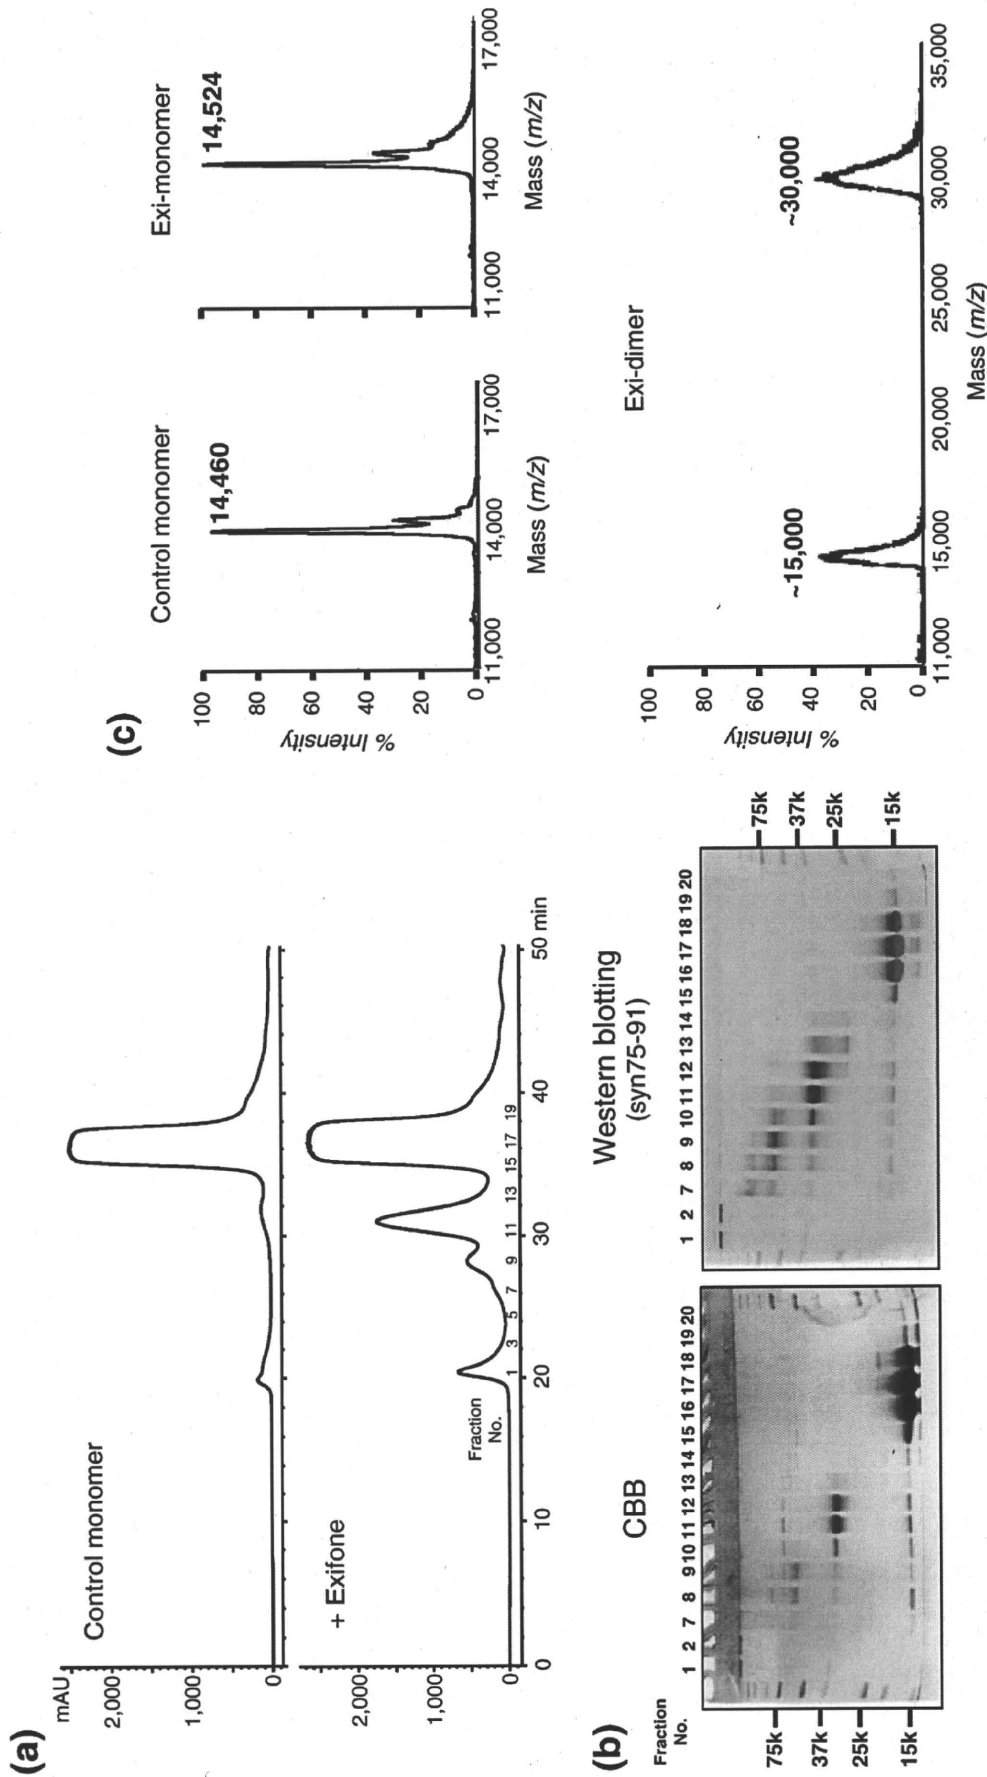 (a)
mAU
Control monomer
2,000
1,000
0
+ Exifone
2,000
1,000
0
Fraction
No.
1 3 5 7 9 11 13 15 17 19
0 10 20 30 40 50 min
(b)
CBB
Western blotting
(syn75-91)
Fraction
No.
1 2 7 8 9 10 11 12 13 14 15 16 17 18 19 20
1 2 7 8 9 10 11 12 13 14 15 16 17 18 19 20
75k
37k
25k
15k
75k
37k
25k
15k
(c)
Control monomer
14,460
% Intensity
100
80
60
40
20
0
11,000 14,000 17,000
Mass (m/z)
Exi-monomer
14,524
11,000 14,000 17,000
Mass (m/z)
Exi-dimer
~15,000
~30,000
% Intensity
100
80
60
40
20
0
11,000 15,000 20,000 25,000 30,000 35,000
Mass (m/z)